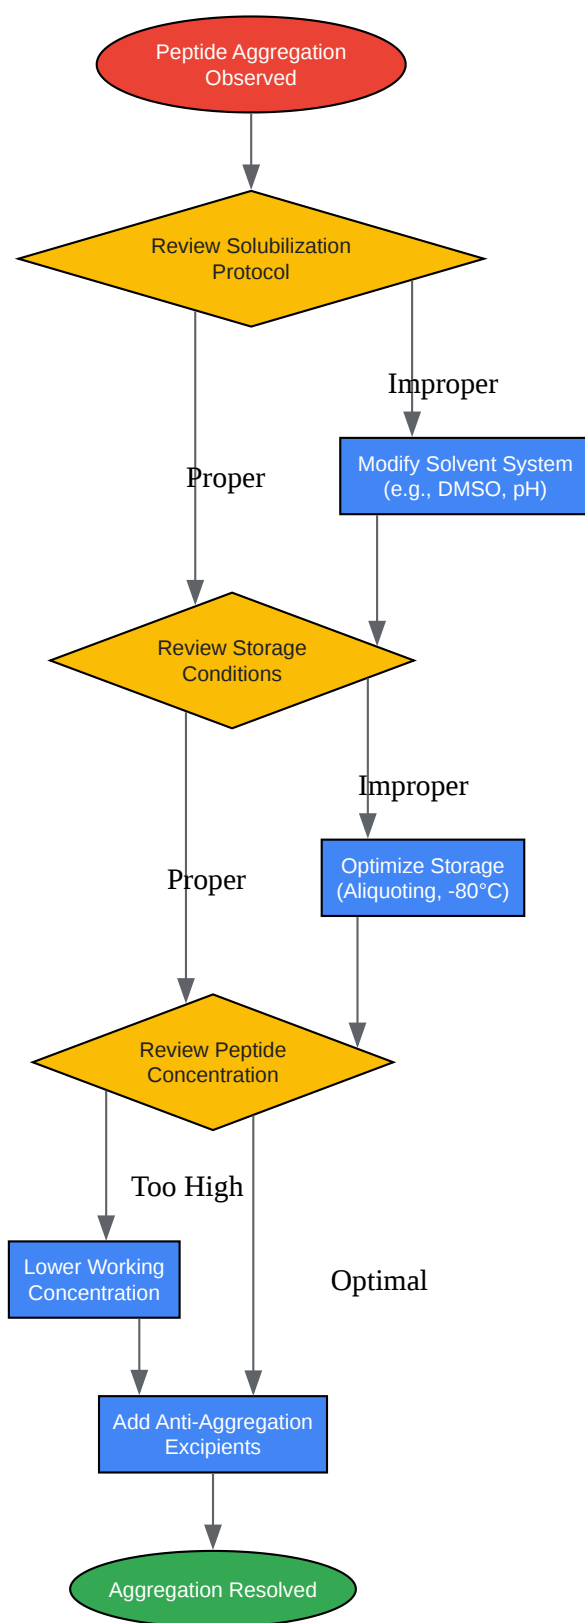 Peptide Aggregation
Observed
Review Solubilization
Protocol
Improper
Modify Solvent System
(e.g., DMSO, pH)
Proper
Review Storage
Conditions
Improper
Optimize Storage
(Aliquoting, -80°C)
Proper
Review Peptide
Concentration
Too High
Lower Working
Concentration
Optimal
Add Anti-Aggregation
Excipients
Aggregation Resolved